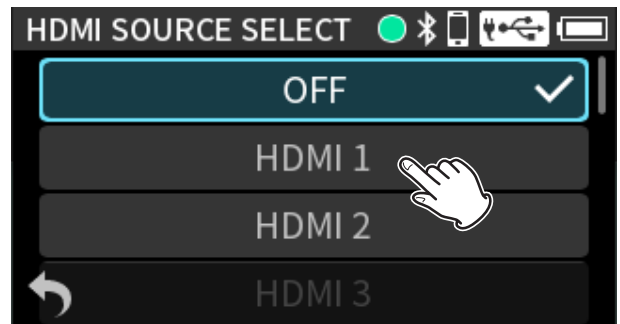 HDMI SOURCE SELECT
OFF
HDMI 1
HDMI 2
HDMI 3